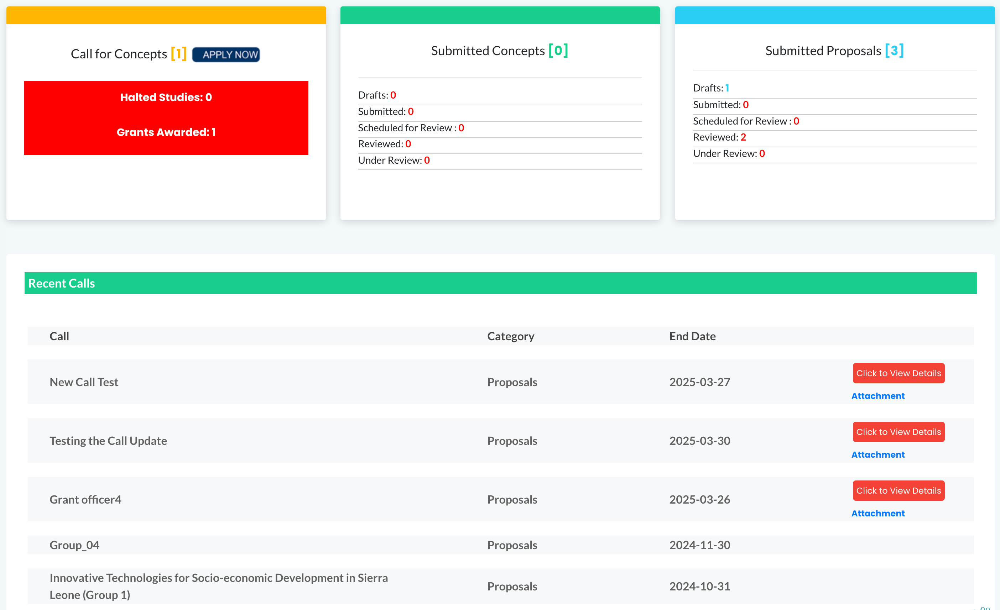 Call for Concepts [1] APPLY NOW
Halted Studies: 0
Grants Awarded: 1
Submitted Concepts [0]
Drafts: 0
Submitted: 0
Scheduled for Review : 0
Reviewed: 0
Under Review: 0
Submitted Proposals [3]
Drafts: 1
Submitted: 0
Scheduled for Review : 0
Reviewed: 2
Under Review: 0
Recent Calls
Call Category End Date
New Call Test Proposals 2025-03-27 Click to View Details
Attachment
Testing the Call Update Proposals 2025-03-30 Click to View Details
Attachment
Grant officer4 Proposals 2025-03-26 Click to View Details
Attachment
Group_04 Proposals 2024-11-30
Innovative Technologies for Socio-economic Development in Sierra
Leone (Group 1) Proposals 2024-10-31